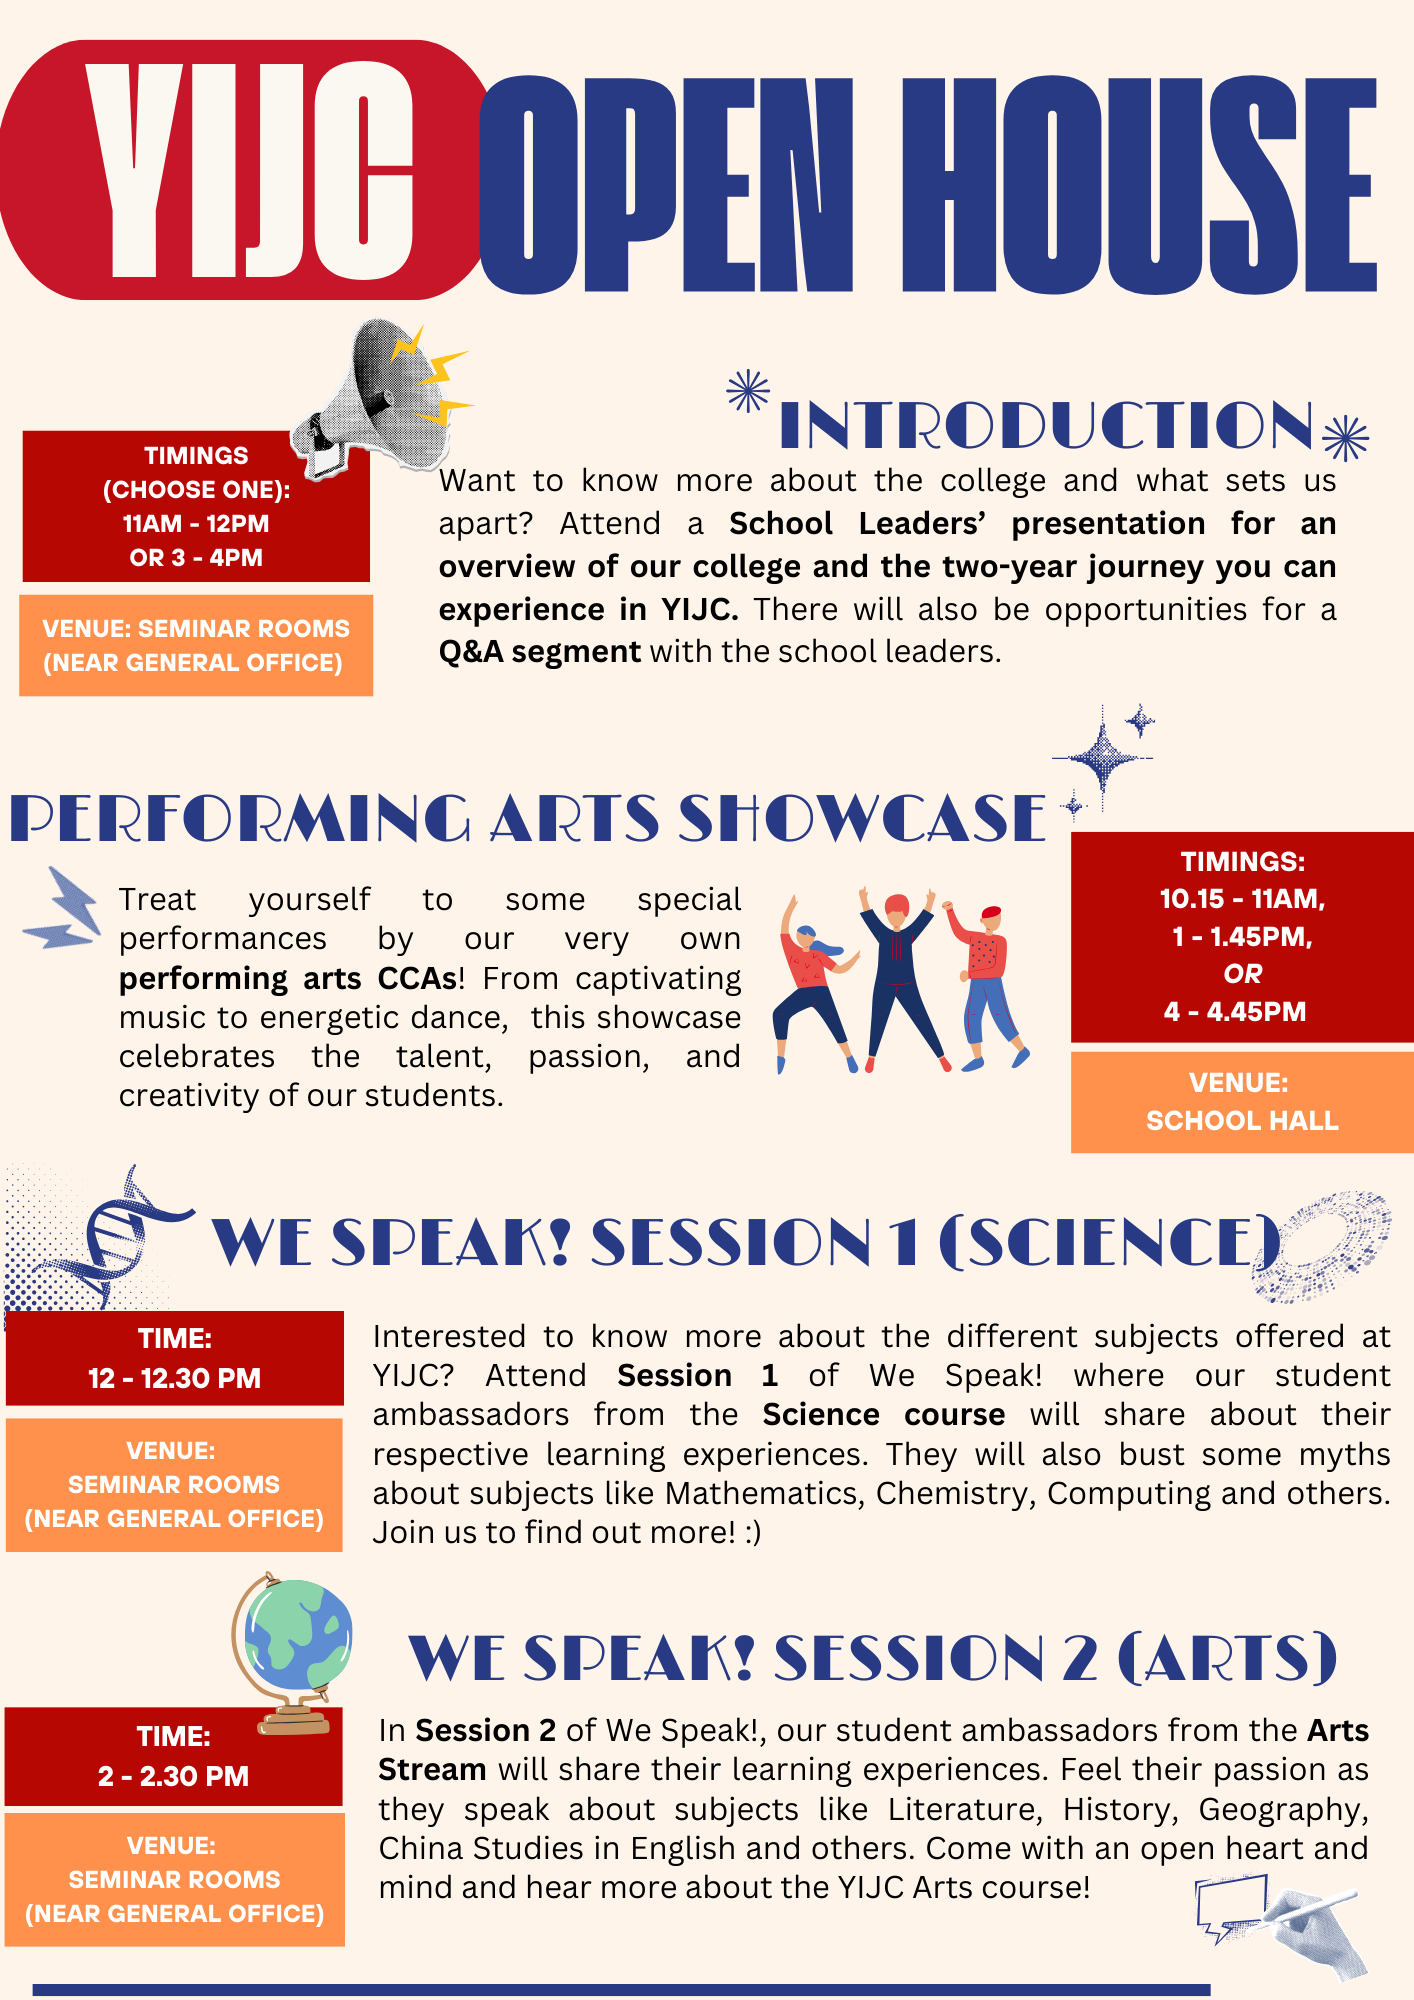 YIJC OPEN HOUSE
INTRODUCTION
TIMINGS
(CHOOSE ONE):
11AM - 12PM
OR 3 - 4PM
VENUE: SEMINAR ROOMS
(NEAR GENERAL OFFICE)
Want to know more about the college and what sets us
apart? Attend a School Leaders’ presentation for an
overview of our college and the two-year journey you can
experience in YIJC. There will also be opportunities for a
Q&A segment with the school leaders.
PERFORMING ARTS SHOWCASE
Treat yourself to some special
performances by our very own
performing arts CCAs! From captivating
music to energetic dance, this showcase
celebrates the talent, passion, and
creativity of our students.
TIMINGS:
10.15 - 11AM,
1 - 1.45PM,
OR
4 - 4.45PM
VENUE:
SCHOOL HALL
WE SPEAK! SESSION 1 (SCIENCE)
TIME:
12 - 12.30 PM
VENUE:
SEMINAR ROOMS
(NEAR GENERAL OFFICE)
Interested to know more about the different subjects offered at
YIJC? Attend Session 1 of We Speak! where our student
ambassadors from the Science course will share about their
respective learning experiences. They will also bust some myths
about subjects like Mathematics, Chemistry, Computing and others.
Join us to find out more! :)
WE SPEAK! SESSION 2 (ARTS)
TIME:
2 - 2.30 PM
VENUE:
SEMINAR ROOMS
(NEAR GENERAL OFFICE)
In Session 2 of We Speak!, our student ambassadors from the Arts
Stream will share their learning experiences. Feel their passion as
they speak about subjects like Literature, History, Geography,
China Studies in English and others. Come with an open heart and
mind and hear more about the YIJC Arts course!